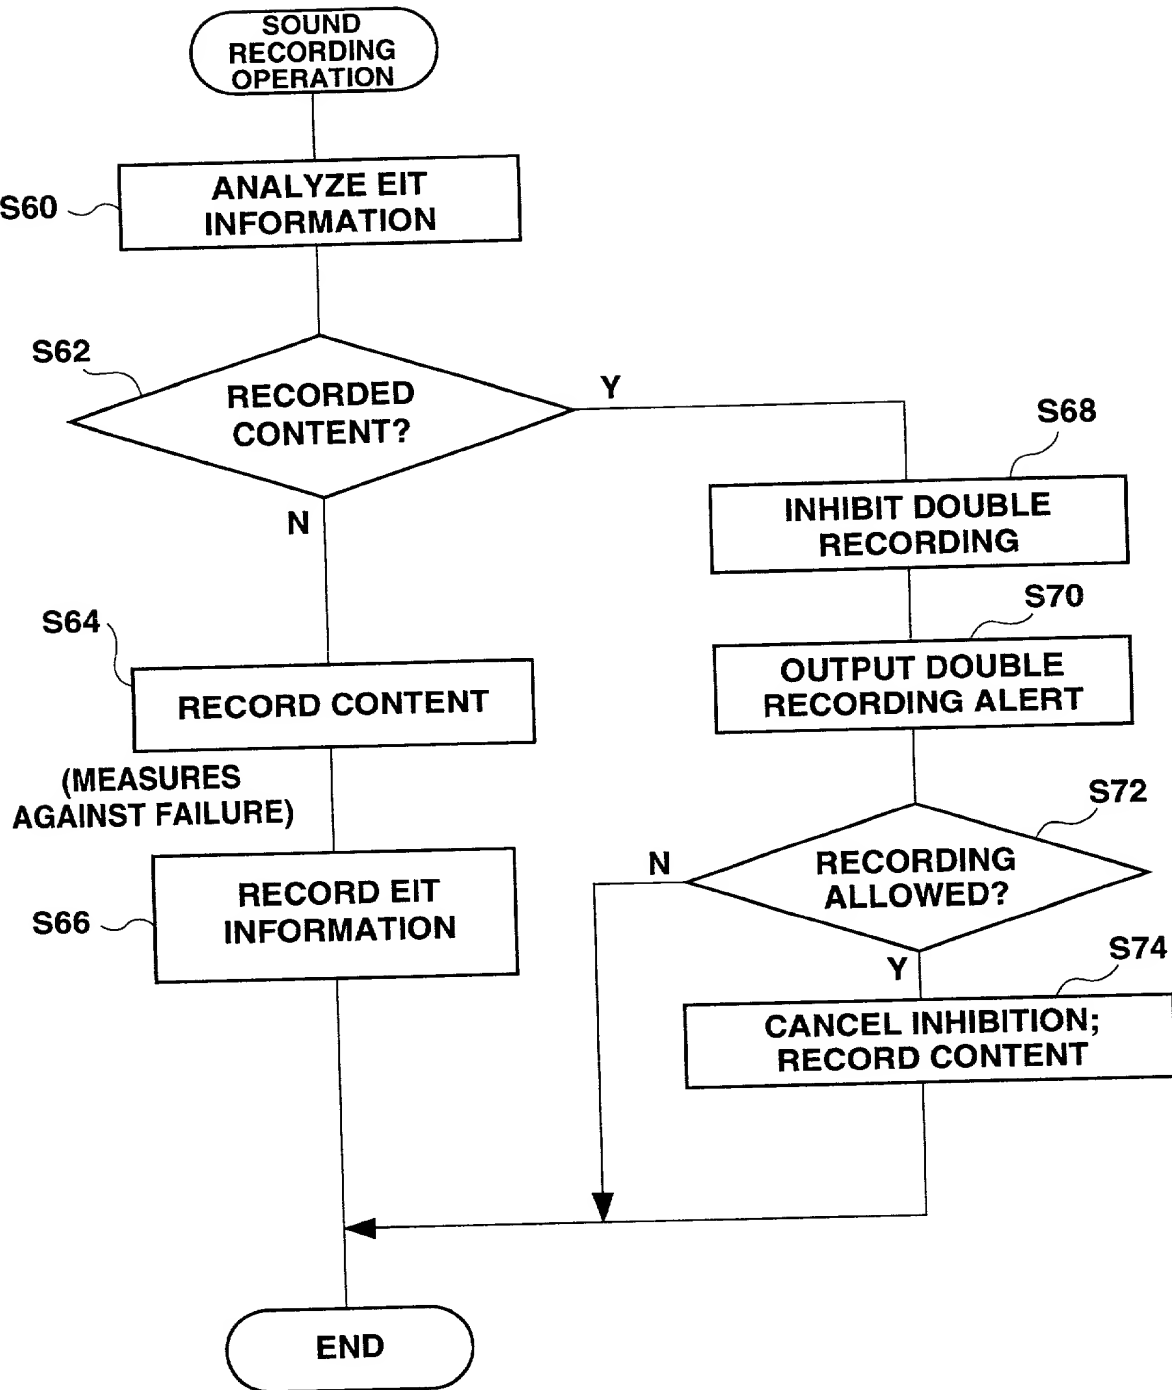 SOUND
RECORDING
OPERATION
S60
ANALYZE EIT
INFORMATION
S62
RECORDED
CONTENT?
Y
N
S68
INHIBIT DOUBLE
RECORDING
S70
OUTPUT DOUBLE
RECORDING ALERT
S64
RECORD CONTENT
(MEASURES
AGAINST FAILURE)
S72
RECORDING
ALLOWED?
N
Y
S66
RECORD EIT
INFORMATION
S74
CANCEL INHIBITION;
RECORD CONTENT
END